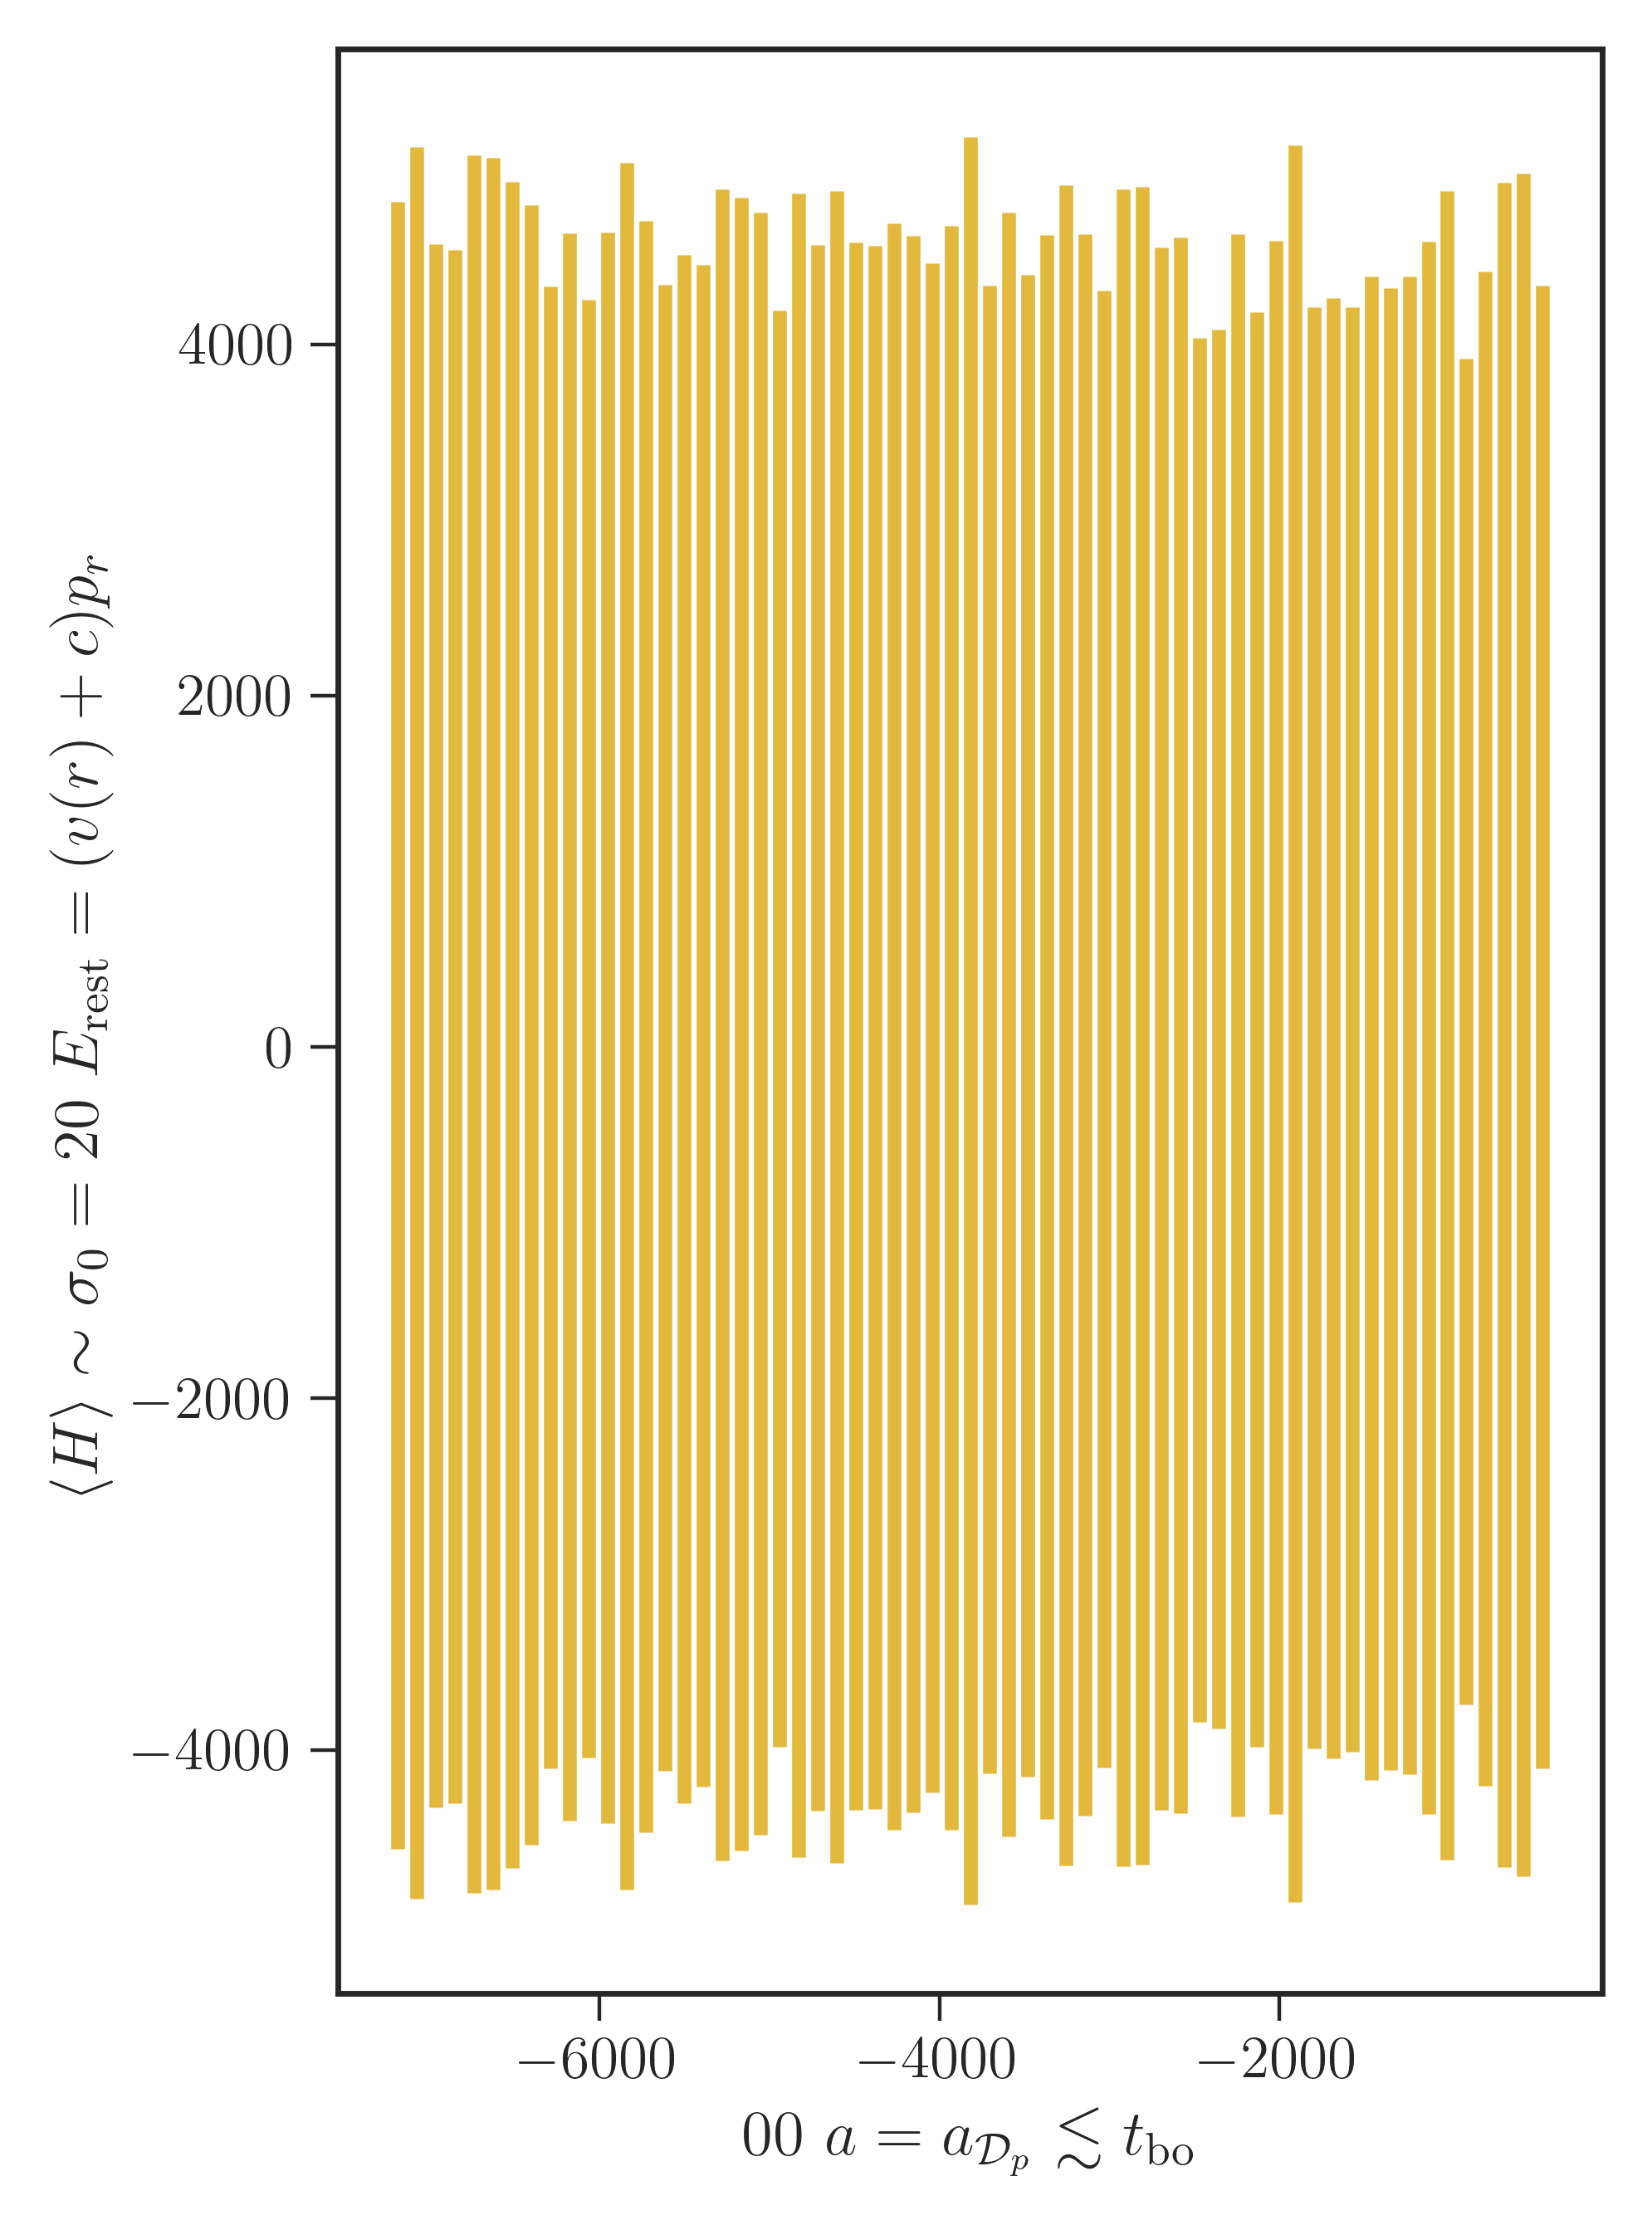 ⟨H⟩ ∼ σ₀ = 20 E_rest = (v(r) + c)p_r
4000
2000
0
−2000
−4000
−6000 −4000 −2000
00 a = a_{𝒟_p} ≲ t_bo